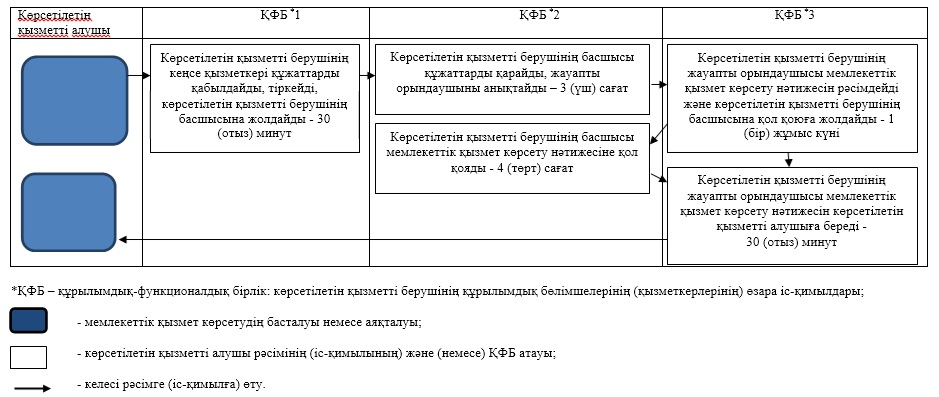 Көрсетілетін
қызметті алушы
ҚФБ *1
ҚФБ *2
ҚФБ *3
Көрсетілетін қызметті берушінің
кеңсе қызметкері құжаттарды
қабылдайды, тіркейді,
көрсетілетін қызметті берушінің
басшысына жолдайды - 30
(отыз) минут
Көрсетілетін қызметті берушінің басшысы
құжаттарды қарайды, жауапты
орындаушыны анықтайды – 3 (үш) сағат
Көрсетілетін қызметті берушінің
жауапты орындаушысы мемлекеттік
қызмет көрсету нәтижесін рәсімдейді
және көрсетілетін қызметті берушінің
басшысына қол қоюға жолдайды - 1
(бір) жұмыс күні
Көрсетілетін қызметті берушінің басшысы
мемлекеттік қызмет көрсету нәтижесіне қол
қояды - 4 (төрт) сағат
Көрсетілетін қызметті берушінің
жауапты орындаушысы мемлекеттік
қызмет көрсету нәтижесін көрсетілетін
қызметті алушыға береді -
30 (отыз) минут
*ҚФБ – құрылымдық-функционалдық бірлік: көрсетілетін қызметті берушінің құрылымдық бөлімшелерінің (қызметкерлерінің) өзара іс-қимылдары;
- мемлекеттік қызмет көрсетудің басталуы немесе аяқталуы;
- көрсетілетін қызметті алушы рәсімінің (іс-қимылының) және (немесе) ҚФБ атауы;
- келесі рәсімге (іс-қимылға) өту.